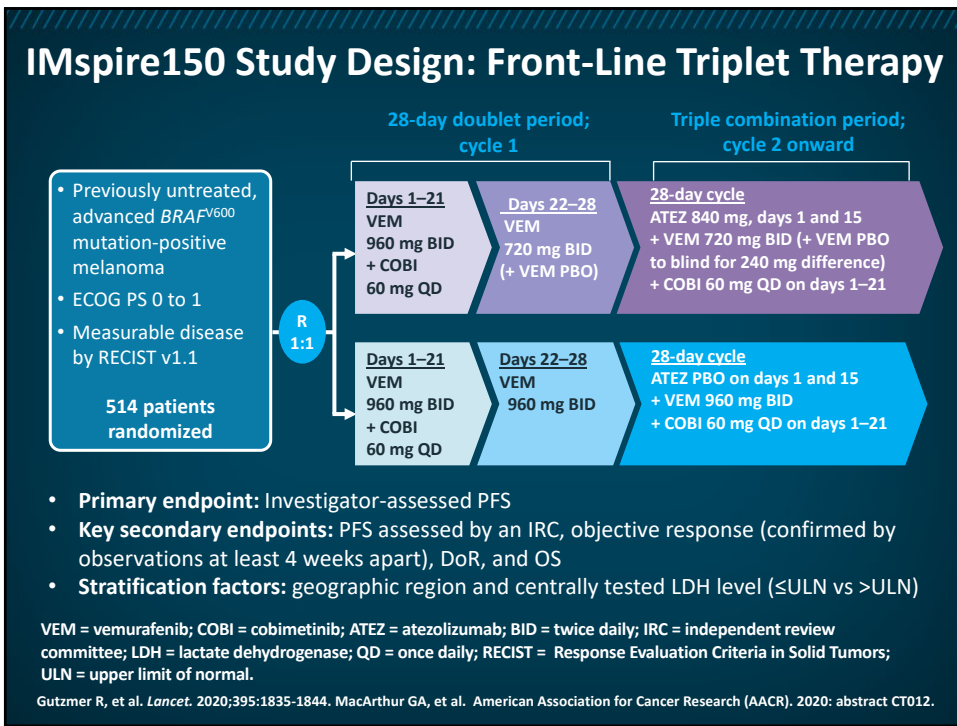 IMspire150 Study Design: Front-Line Triplet Therapy
28-day doublet period;
cycle 1
Triple combination period;
cycle 2 onward
• Previously untreated,
advanced BRAFⱽ⁶⁰⁰
mutation-positive
melanoma
• ECOG PS 0 to 1
• Measurable disease
by RECIST v1.1
514 patients
randomized
R
1:1
Days 1–21
VEM
960 mg BID
+ COBI
60 mg QD
Days 22–28
VEM
720 mg BID
(+ VEM PBO)
28-day cycle
ATEZ 840 mg, days 1 and 15
+ VEM 720 mg BID (+ VEM PBO
to blind for 240 mg difference)
+ COBI 60 mg QD on days 1–21
Days 1–21
VEM
960 mg BID
+ COBI
60 mg QD
Days 22–28
VEM
960 mg BID
28-day cycle
ATEZ PBO on days 1 and 15
+ VEM 960 mg BID
+ COBI 60 mg QD on days 1–21
• Primary endpoint: Investigator-assessed PFS
• Key secondary endpoints: PFS assessed by an IRC, objective response (confirmed by
observations at least 4 weeks apart), DoR, and OS
• Stratification factors: geographic region and centrally tested LDH level (≤ULN vs >ULN)
VEM = vemurafenib; COBI = cobimetinib; ATEZ = atezolizumab; BID = twice daily; IRC = independent review
committee; LDH = lactate dehydrogenase; QD = once daily; RECIST = Response Evaluation Criteria in Solid Tumors;
ULN = upper limit of normal.
Gutzmer R, et al. Lancet. 2020;395:1835-1844. MacArthur GA, et al. American Association for Cancer Research (AACR). 2020: abstract CT012.